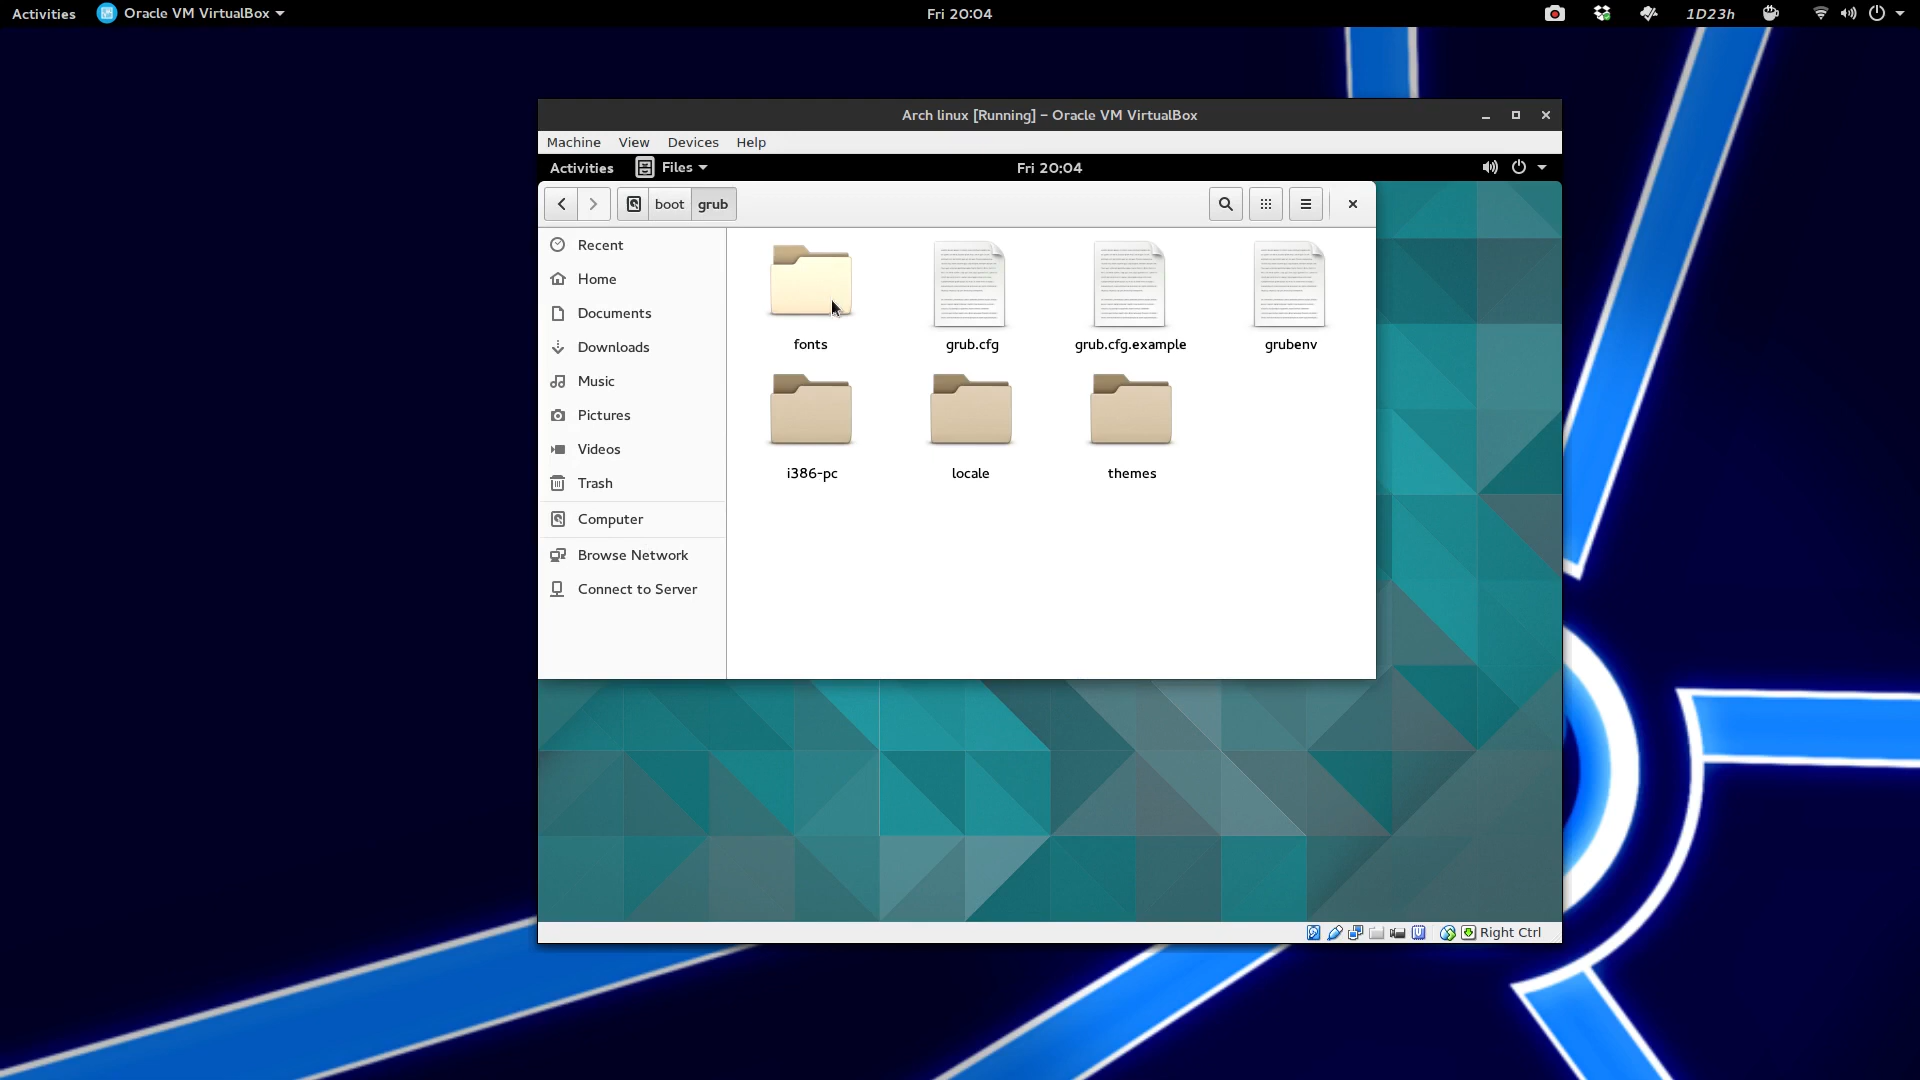 Activities Oracle VM VirtualBox Fri 20:04 1D23h
Arch linux [Running] – Oracle VM VirtualBox
Machine View Devices Help
Activities Files Fri 20:04
boot grub
Recent
Home
Documents
Downloads
Music
Pictures
Videos
Trash
Computer
Browse Network
Connect to Server
fonts grub.cfg grub.cfg.example grubenv
i386-pc locale themes
Right Ctrl